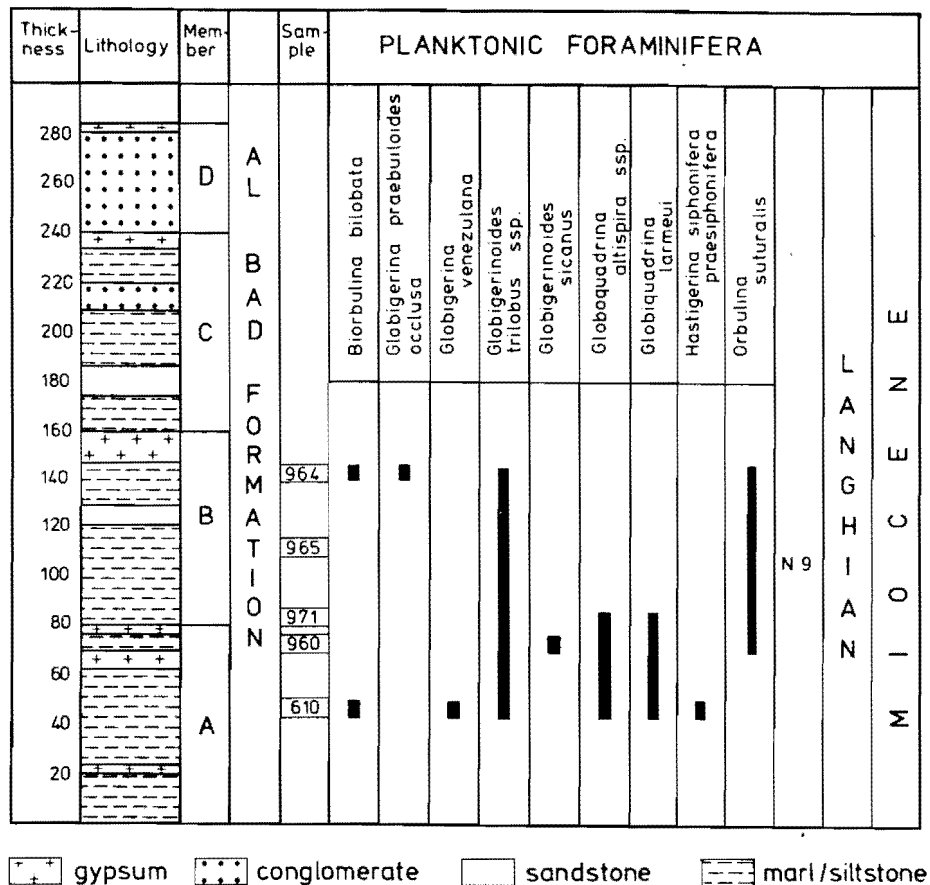 Thick-
ness
Lithology
Mem-
ber
Sam-
ple
PLANKTONIC FORAMINIFERA
280
260
240
220
200
180
160
140
120
100
80
60
40
20
D
C
B
A
AL BAD FORMATION
964
965
971
960
610
Biorbulina bilobata
Globigerina praebulloides
occlusa
Globigerina
venezulana
Globigerinoides
trilobus ssp.
Globigerinoides
sicanus
Globoquadrina
altispira ssp.
Globiquadrina
larmeui
Hastigerina siphonifera
praesiphonifera
Orbulina
suturalis
N 9
LANGHIAN
MIOCENE
gypsum
conglomerate
sandstone
marl/siltstone